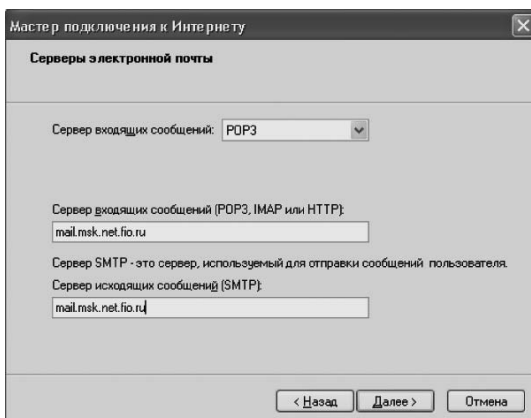 Мастер подключения к Интернету
Серверы электронной почты
Сервер входящих сообщений: POP3
Сервер входящих сообщений (POP3, IMAP или HTTP):
mail.msk.net.fio.ru
Сервер SMTP - это сервер, используемый для отправки сообщений пользователя.
Сервер исходящих сообщений (SMTP):
mail.msk.net.fio.ru
< Назад Далее > Отмена